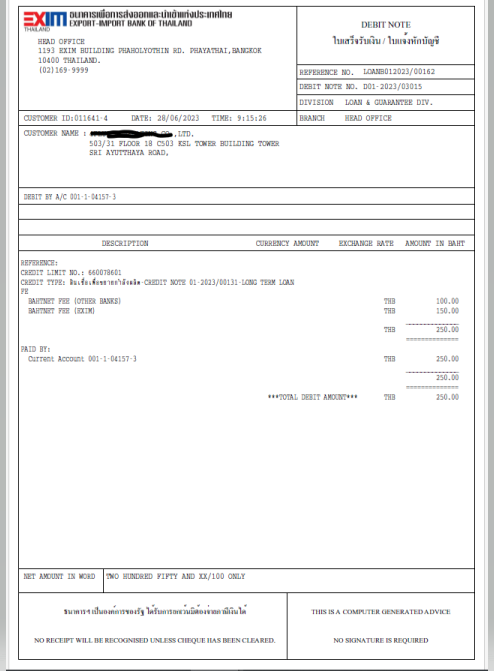 EXIM THAILAND
ธนาคารเพื่อการส่งออกและนำเข้าแห่งประเทศไทย
EXPORT-IMPORT BANK OF THAILAND
HEAD OFFICE
1193 EXIM BUILDING PHAHOLYOTHIN RD. PHAYATHAI,BANGKOK
10400 THAILAND.
(02)169-9999
DEBIT NOTE
ใบเสร็จรับเงิน / ใบแจ้งหักบัญชี
REFERENCE NO. LOANB012023/00162
DEBIT NOTE NO. D01-2023/03015
DIVISION LOAN & GUARANTEE DIV.
CUSTOMER ID:011641-4 DATE: 28/06/2023 TIME: 9:15:26
BRANCH HEAD OFFICE
CUSTOMER NAME : ,LTD.
503/31 FLOOR 18 C503 KSL TOWER BUILDING TOWER
SRI AYUTTHAYA ROAD,
DEBIT BY A/C 001-1-04157-3
DESCRIPTION CURRENCY AMOUNT EXCHANGE RATE AMOUNT IN BAHT
REFERENCE:
CREDIT LIMIT NO.: 660078601
CREDIT TYPE: สินเชื่อเพื่อขยายกำลังผลิต-CREDIT NOTE 01-2023/00131-LONG TERM LOAN
FE
BAHTNET FEE (OTHER BANKS) THB 100.00
BAHTNET FEE (EXIM) THB 150.00
THB 250.00
PAID BY:
Current Account 001-1-04157-3 THB 250.00
250.00
***TOTAL DEBIT AMOUNT*** THB 250.00
NET AMOUNT IN WORD TWO HUNDRED FIFTY AND XX/100 ONLY
ธนาคารฯ เป็นองค์การของรัฐ ได้รับการยกเว้นมิต้องจ่ายภาษีเงินได้
NO RECEIPT WILL BE RECOGNISED UNLESS CHEQUE HAS BEEN CLEARED.
THIS IS A COMPUTER GENERATED ADVICE
NO SIGNATURE IS REQUIRED